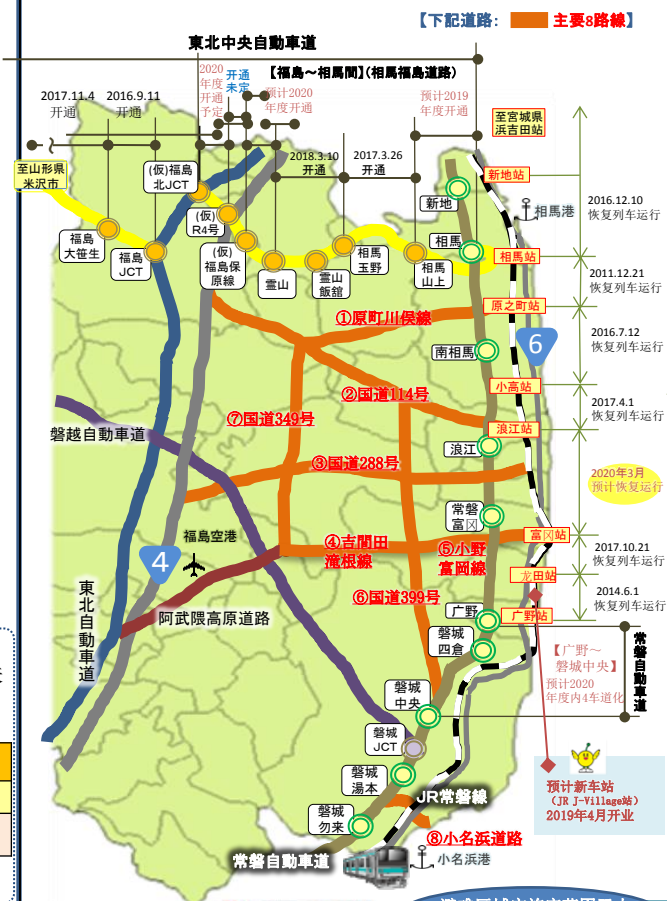 【下記道路: 主要8路線】
東北中央自動車道
【福島～相馬間】(相馬福島道路)
2017.11.4
开通
2016.9.11
开通
2020
年度
開通
予定
开通
未定
预计2020
年度开通
预计2019
年度开通
2018.3.10
开通
2017.3.26
开通
至宮城県
浜吉田站
至山形県
米沢市
(仮)福島
北JCT
(仮)
R4号
(仮)
福島保
原線
福島
大笹生
福島
JCT
霊山
霊山
飯舘
相馬
玉野
相馬
山上
新地
相馬
新地站
相馬港
相馬站
原之町站
小高站
浪江站
富冈站
龙田站
广野站
2016.12.10
恢复列车运行
2011.12.21
恢复列车运行
2016.7.12
恢复列车运行
2017.4.1
恢复列车运行
2020年3月
预计恢复运行
2017.10.21
恢复列车运行
2014.6.1
恢复列车运行
①原町川俣線
南相馬
6
②国道114号
⑦国道349号
浪江
磐越自動車道
③国道288号
常磐
富冈
福島空港
4
④吉間田
滝根線
⑤小野
富岡線
⑥国道399号
阿武隈高原道路
东北自動車道
广野
磐城
四倉
【广野～
磐城中央】
预计2020
年度内4车道化
常磐自動車道
磐城
中央
磐城
JCT
磐城
湯本
磐城
勿来
JR常磐線
预计新车站
(JR J-Village站)
2019年4月开业
⑧小名浜道路
常磐自動車道
小名浜港